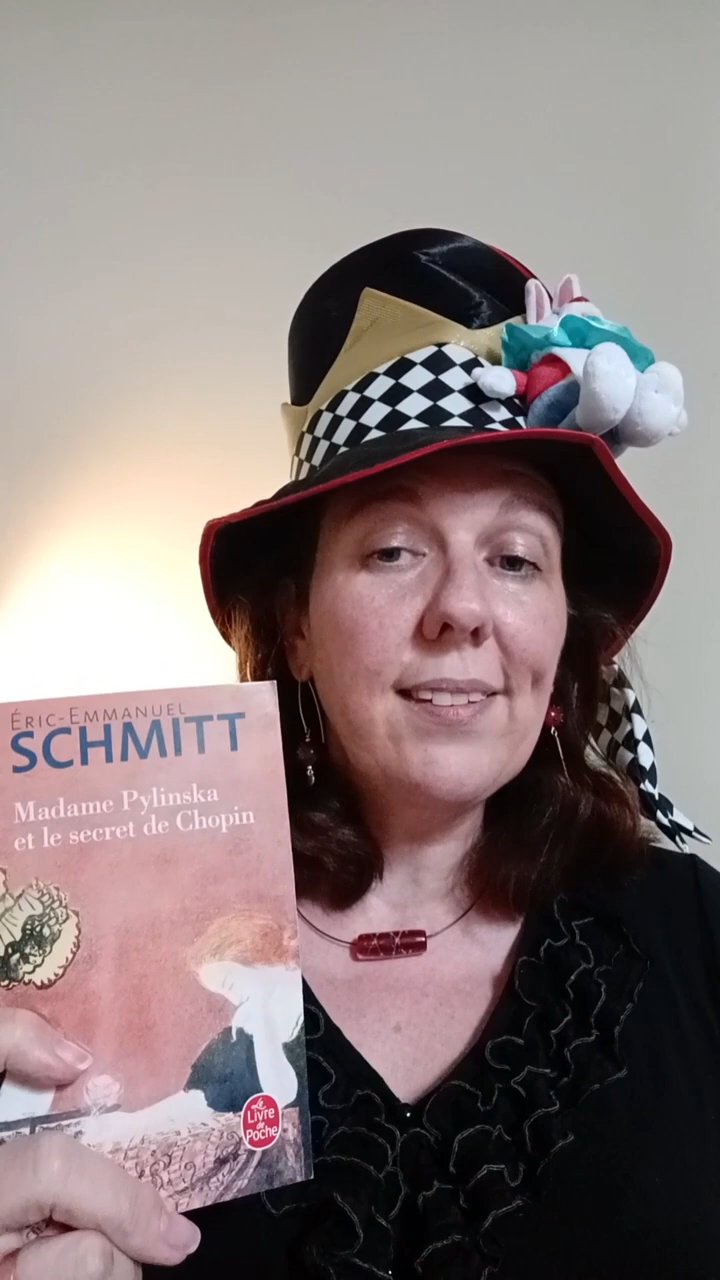 Éric-Emmanuel
SCHMITT
Madame Pylinska
et le secret de Chopin
Le
Livre
de
Poche